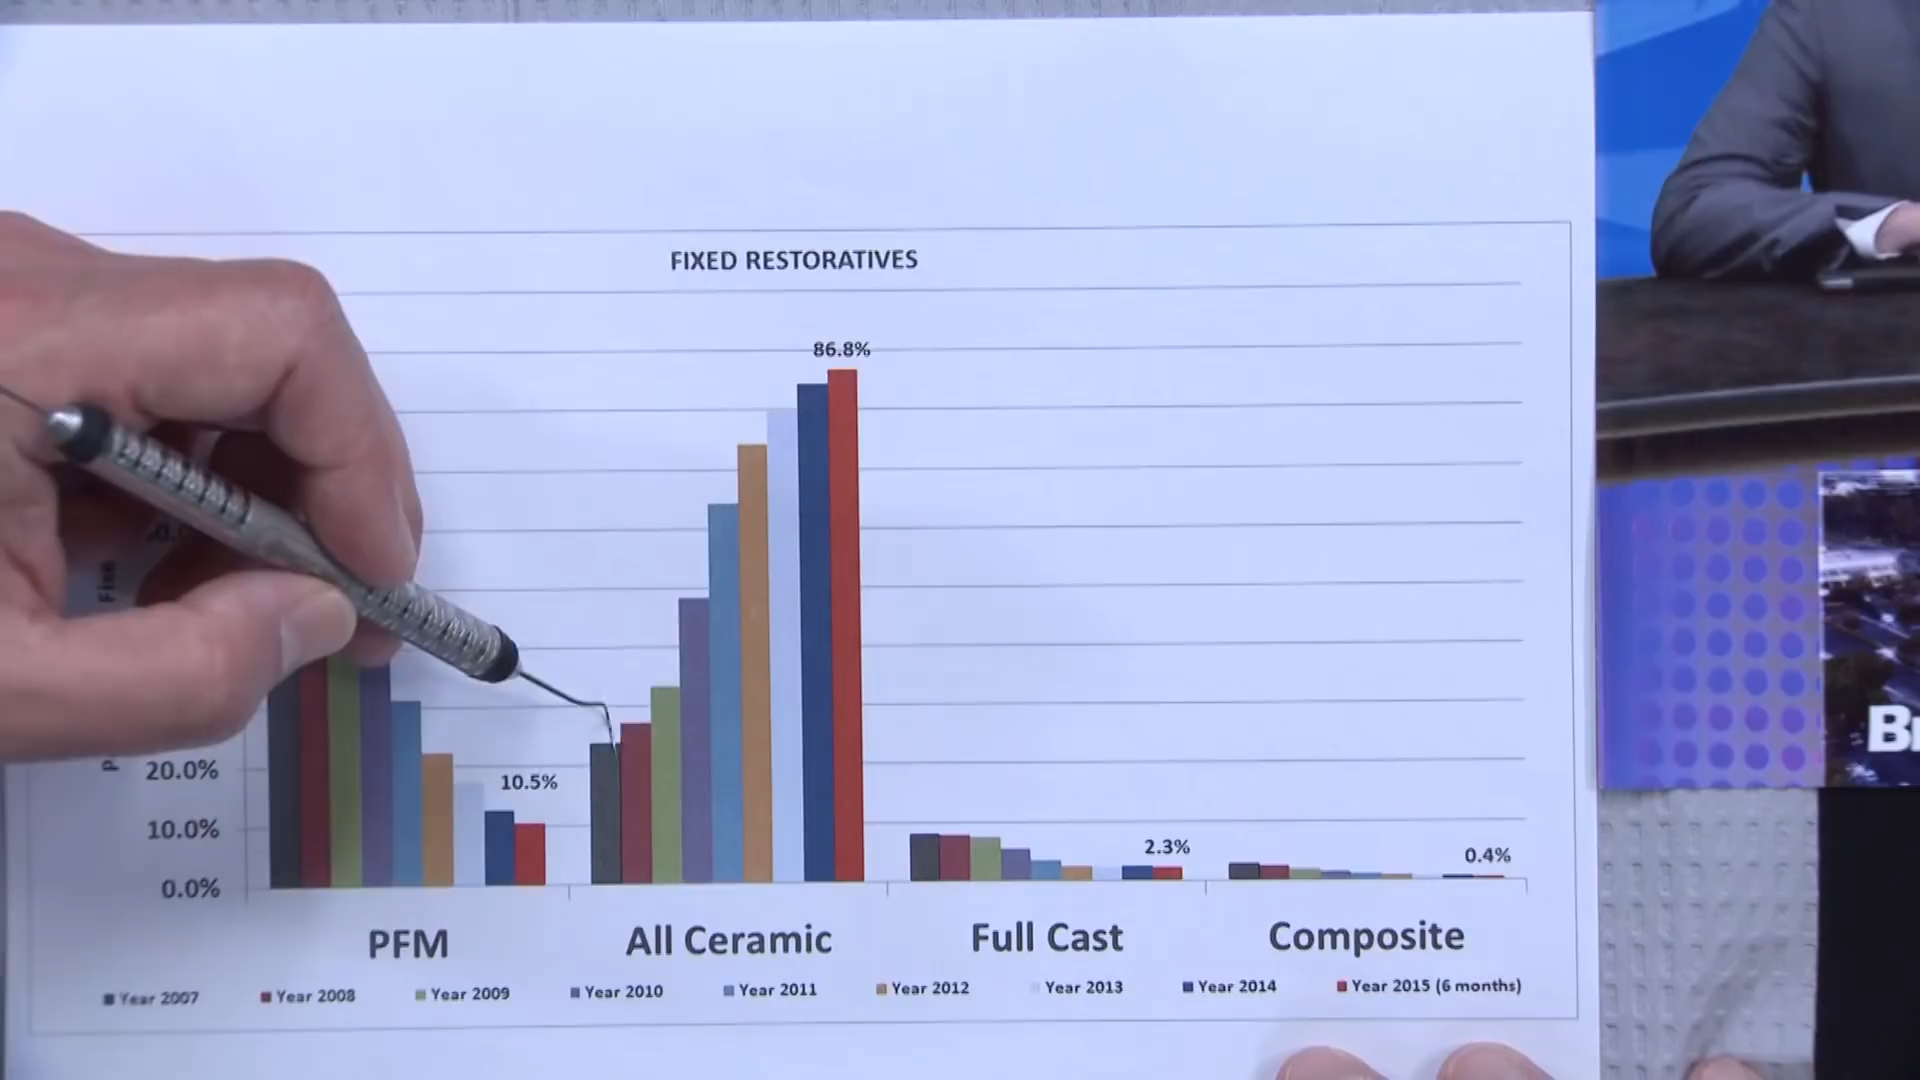 FIXED RESTORATIVES
86.8%
20.0%
10.5%
10.0%
2.3%
0.4%
0.0%
PFM
All Ceramic
Full Cast
Composite
Year 2007
Year 2008
Year 2009
Year 2010
Year 2011
Year 2012
Year 2013
Year 2014
Year 2015 (6 months)